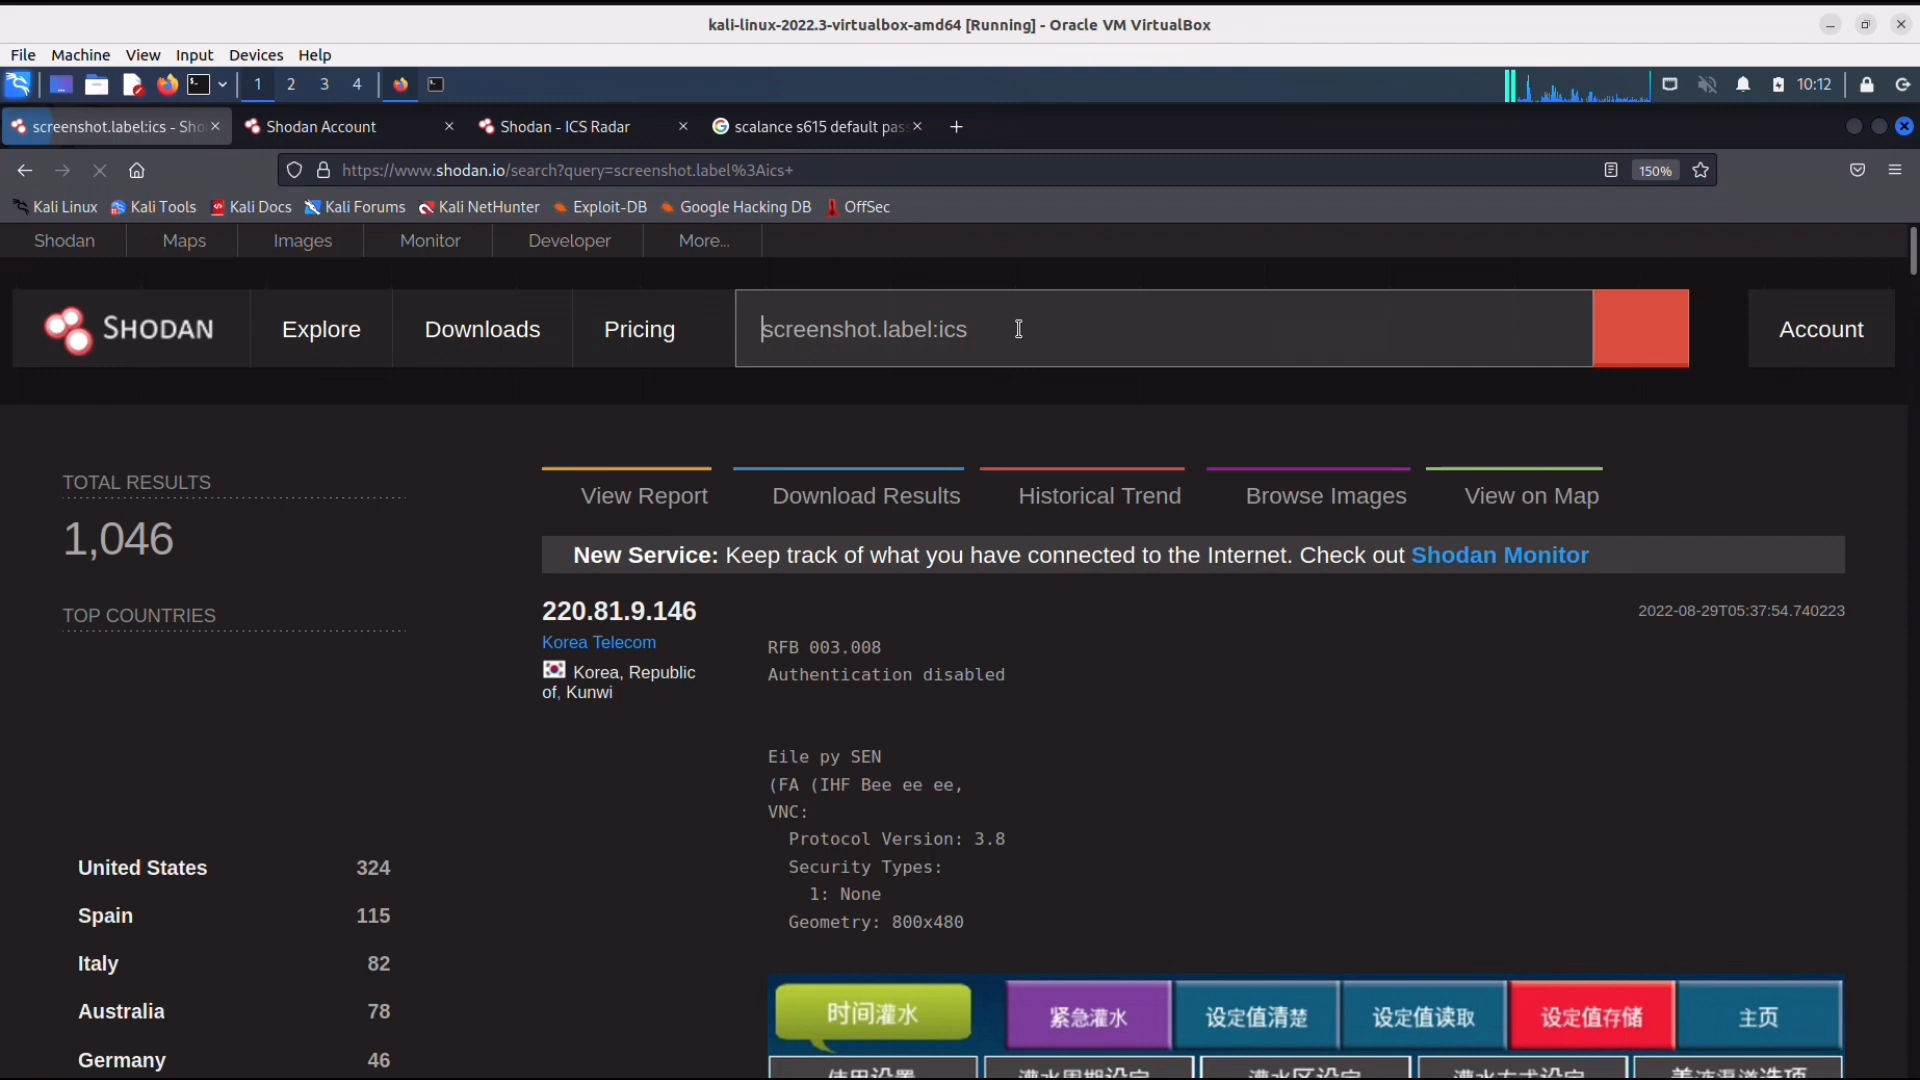 kali-linux-2022.3-virtualbox-amd64 [Running] - Oracle VM VirtualBox
File Machine View Input Devices Help
1 2 3 4 10:12
screenshot.label:ics - Sho Shodan Account Shodan - ICS Radar scalance s615 default pas
https://www.shodan.io/search?query=screenshot.label%3Aics+ 150%
Kali Linux Kali Tools Kali Docs Kali Forums Kali NetHunter Exploit-DB Google Hacking DB OffSec
Shodan Maps Images Monitor Developer More...
SHODAN Explore Downloads Pricing screenshot.label:ics Account
TOTAL RESULTS
1,046
TOP COUNTRIES
United States 324
Spain 115
Italy 82
Australia 78
Germany 46
View Report Download Results Historical Trend Browse Images View on Map
New Service: Keep track of what you have connected to the Internet. Check out Shodan Monitor
220.81.9.146
Korea Telecom
Korea, Republic
of, Kunwi
2022-08-29T05:37:54.740223
RFB 003.008
Authentication disabled
Eile py SEN
(FA (IHF Bee ee ee,
VNC:
Protocol Version: 3.8
Security Types:
1: None
Geometry: 800x480
时间灌水 紧急灌水 设定值清楚 设定值读取 设定值存储 主页